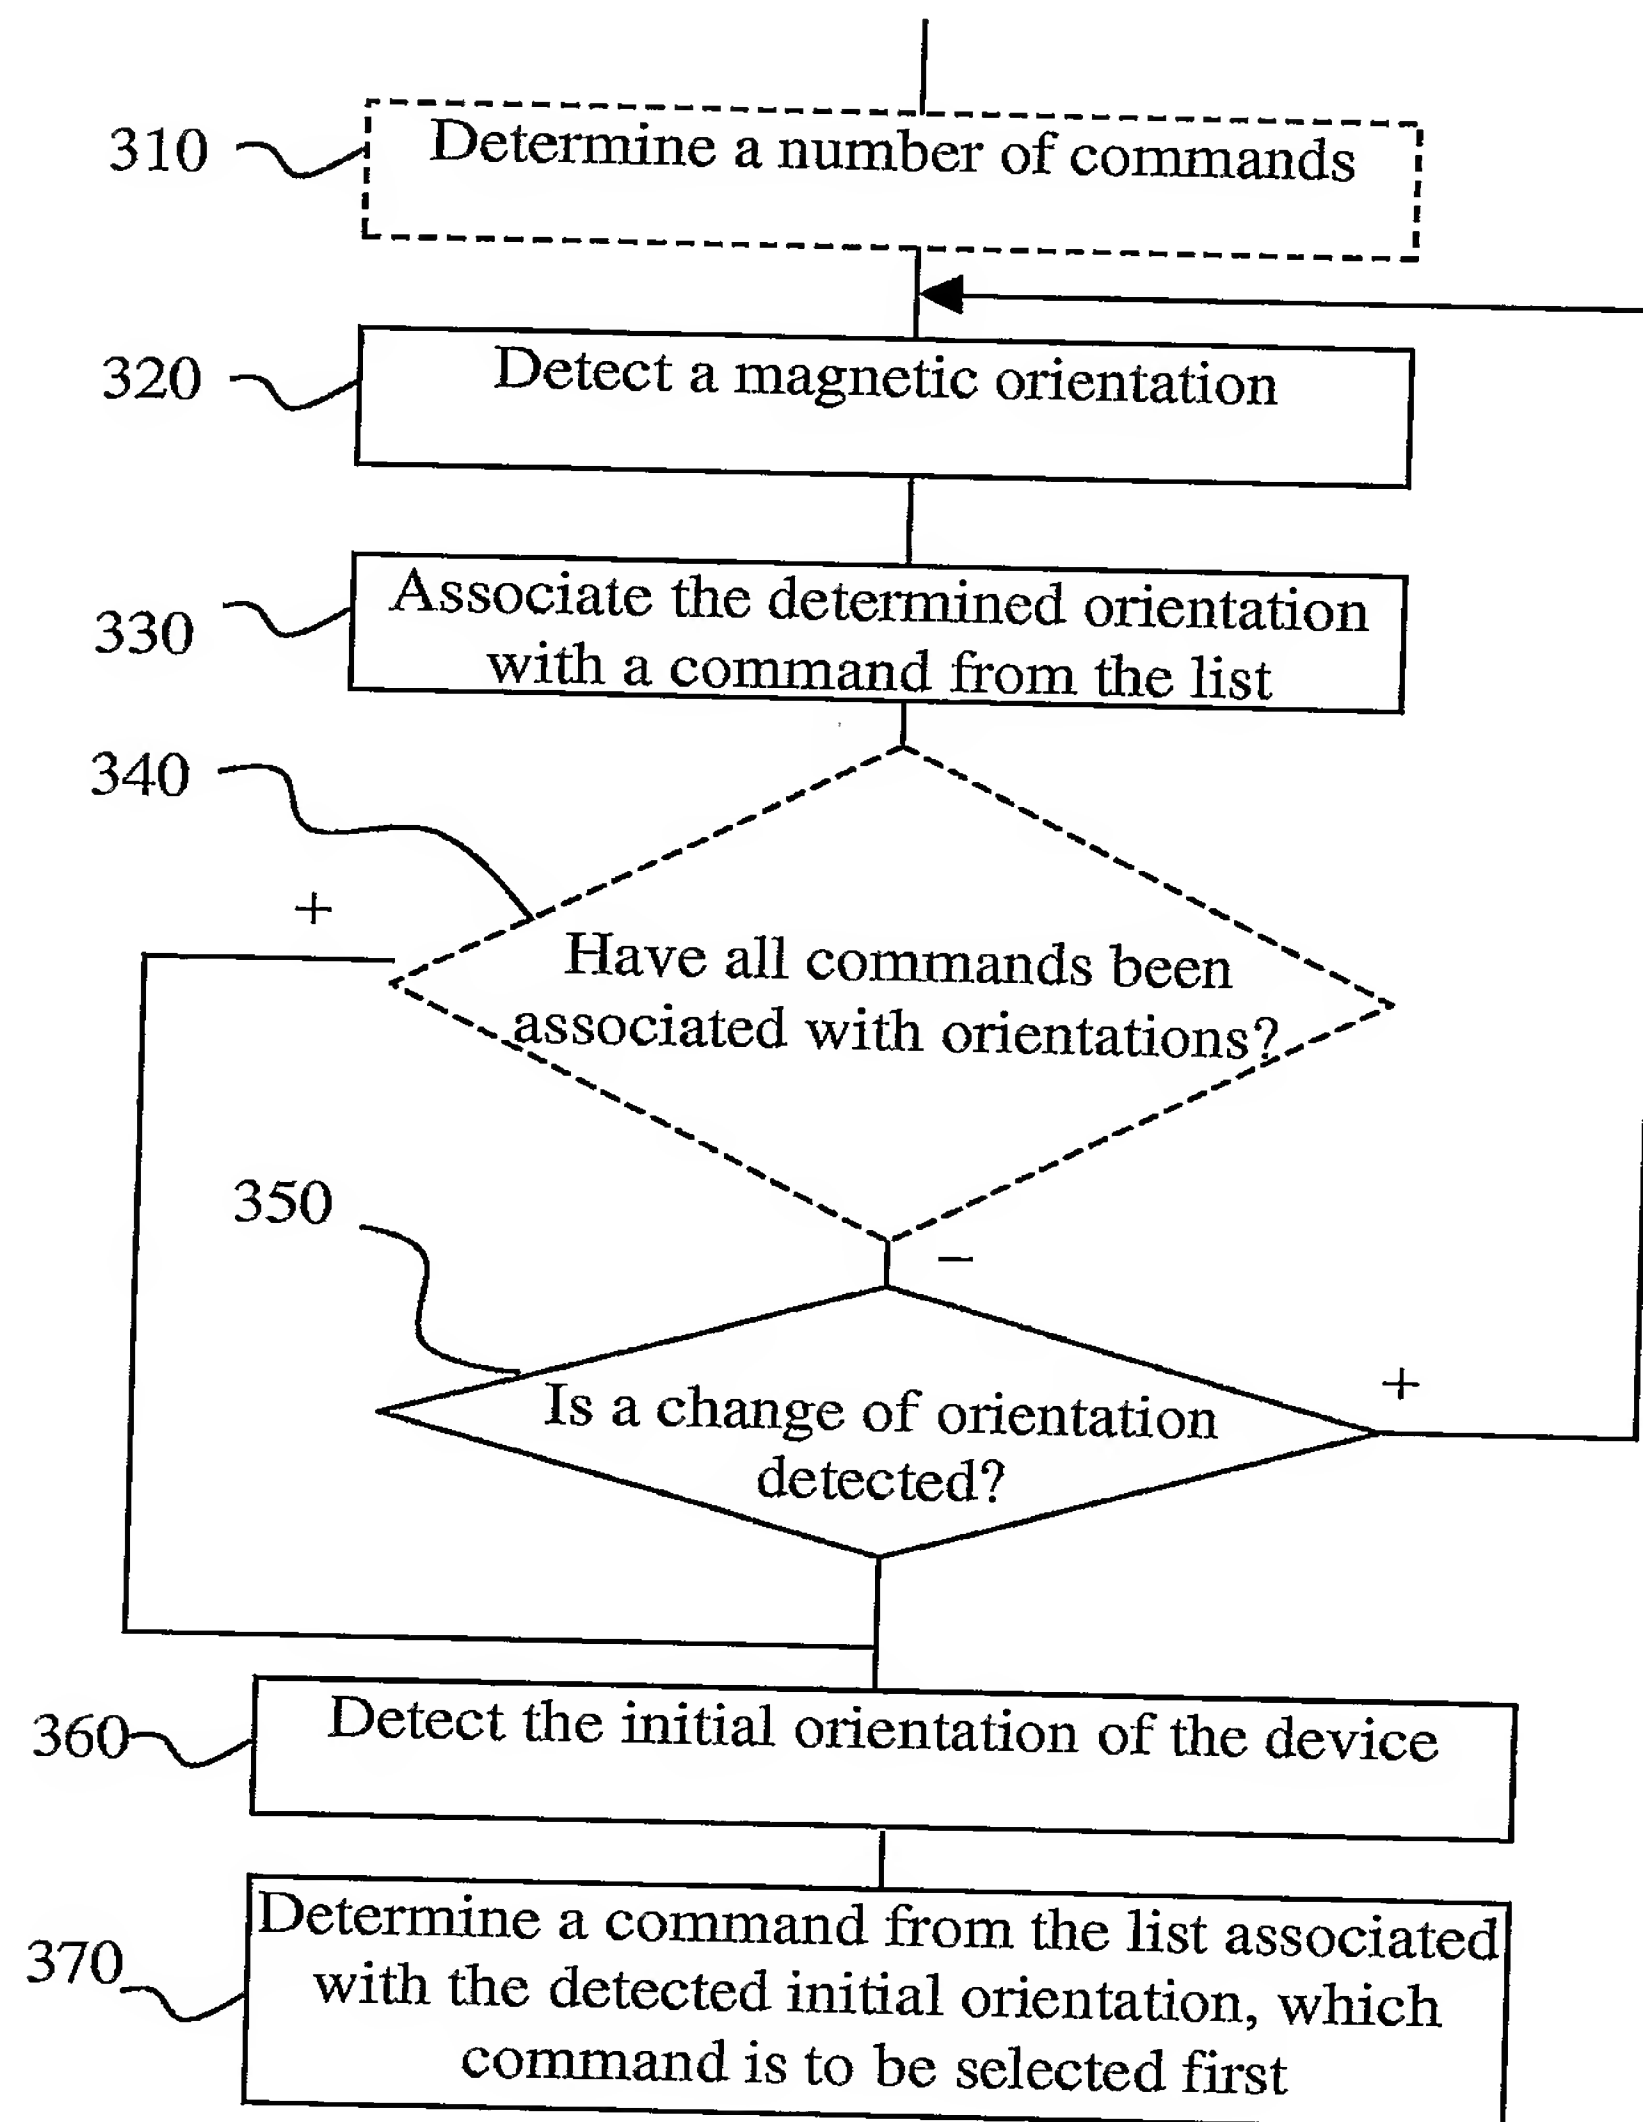 310
Determine a number of commands
320
Detect a magnetic orientation
330
Associate the determined orientation
with a command from the list
340
+
Have all commands been
associated with orientations?
350
−
+
Is a change of orientation
detected?
360
Detect the initial orientation of the device
370
Determine a command from the list associated
with the detected initial orientation, which
command is to be selected first